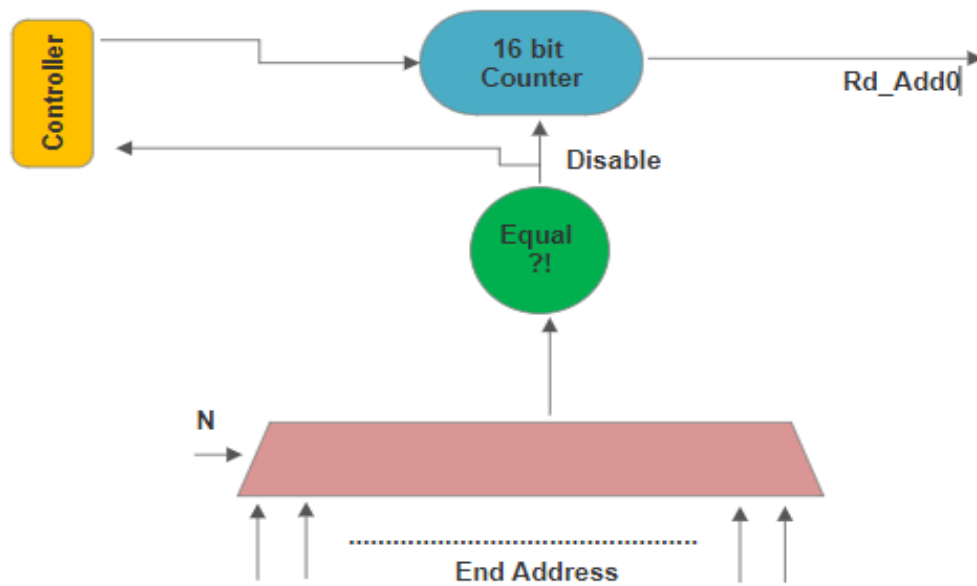 Controller
16 bit
Counter
Rd_Add0
Disable
Equal
?!
N
End Address